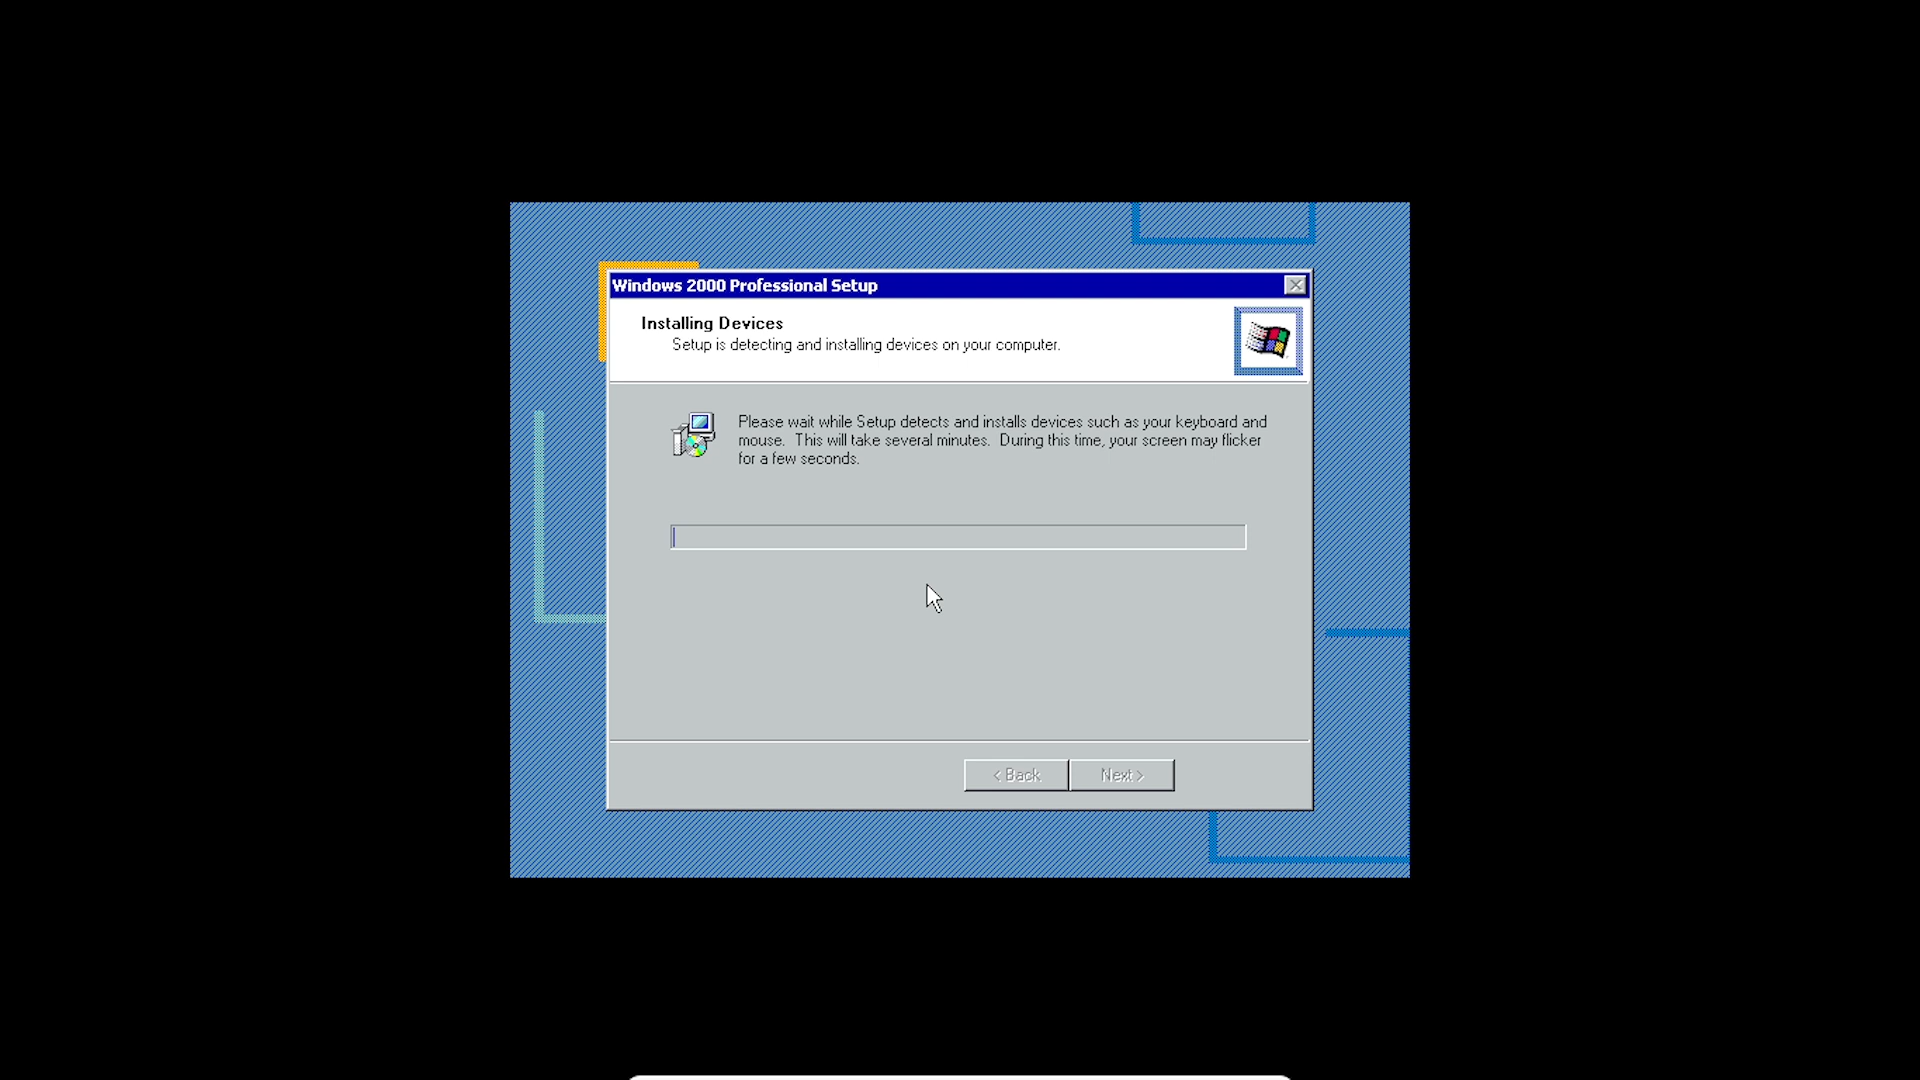 Windows 2000 Professional Setup
Installing Devices
Setup is detecting and installing devices on your computer.
Please wait while Setup detects and installs devices such as your keyboard and
mouse.  This will take several minutes.  During this time, your screen may flicker
for a few seconds.
< Back
Next >